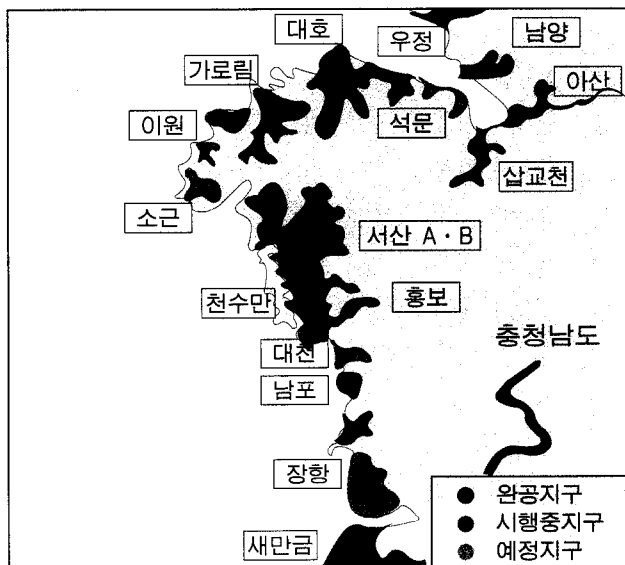 대호
우정
남양
가로림
아산
이원
석문
삽교천
소근
서산 A·B
천수만
홍보
충청남도
대천
남포
장항
완공지구
시행중지구
새만금
예정지구